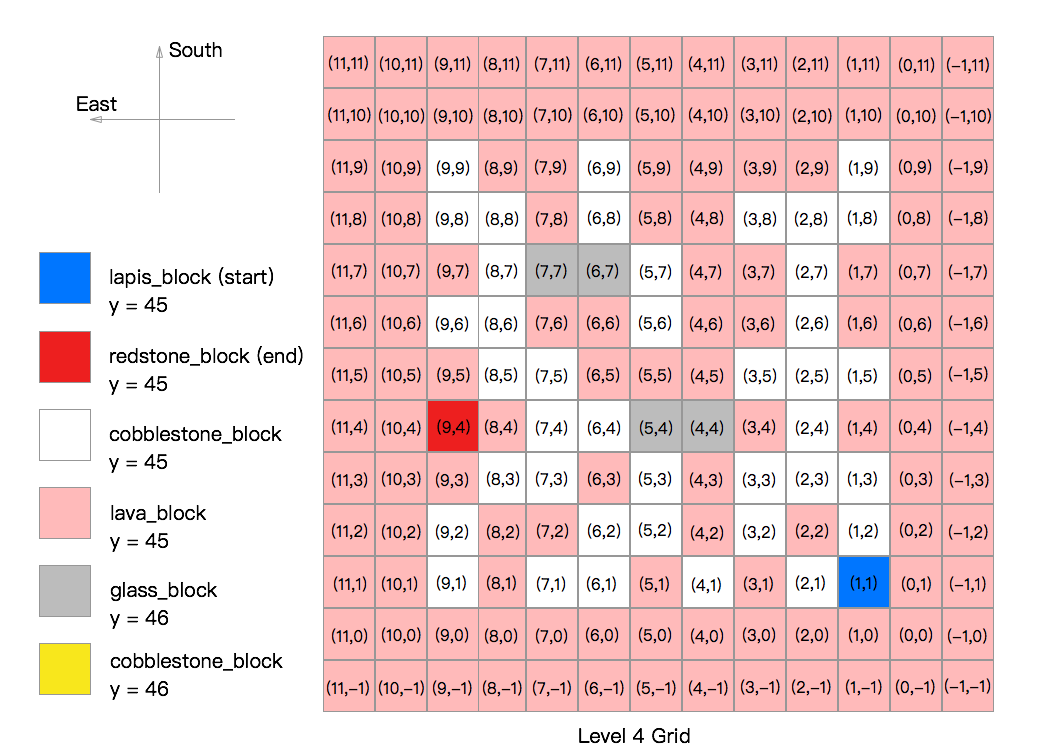 South
East
(11,11) (10,11) (9,11) (8,11) (7,11) (6,11) (5,11) (4,11) (3,11) (2,11) (1,11) (0,11) (−1,11)
(11,10) (10,10) (9,10) (8,10) (7,10) (6,10) (5,10) (4,10) (3,10) (2,10) (1,10) (0,10) (−1,10)
(11,9) (10,9) (9,9) (8,9) (7,9) (6,9) (5,9) (4,9) (3,9) (2,9) (1,9) (0,9) (−1,9)
(11,8) (10,8) (9,8) (8,8) (7,8) (6,8) (5,8) (4,8) (3,8) (2,8) (1,8) (0,8) (−1,8)
(11,7) (10,7) (9,7) (8,7) (7,7) (6,7) (5,7) (4,7) (3,7) (2,7) (1,7) (0,7) (−1,7)
(11,6) (10,6) (9,6) (8,6) (7,6) (6,6) (5,6) (4,6) (3,6) (2,6) (1,6) (0,6) (−1,6)
(11,5) (10,5) (9,5) (8,5) (7,5) (6,5) (5,5) (4,5) (3,5) (2,5) (1,5) (0,5) (−1,5)
(11,4) (10,4) (9,4) (8,4) (7,4) (6,4) (5,4) (4,4) (3,4) (2,4) (1,4) (0,4) (−1,4)
(11,3) (10,3) (9,3) (8,3) (7,3) (6,3) (5,3) (4,3) (3,3) (2,3) (1,3) (0,3) (−1,3)
(11,2) (10,2) (9,2) (8,2) (7,2) (6,2) (5,2) (4,2) (3,2) (2,2) (1,2) (0,2) (−1,2)
(11,1) (10,1) (9,1) (8,1) (7,1) (6,1) (5,1) (4,1) (3,1) (2,1) (1,1) (0,1) (−1,1)
(11,0) (10,0) (9,0) (8,0) (7,0) (6,0) (5,0) (4,0) (3,0) (2,0) (1,0) (0,0) (−1,0)
(11,−1) (10,−1) (9,−1) (8,−1) (7,−1) (6,−1) (5,−1) (4,−1) (3,−1) (2,−1) (1,−1) (0,−1) (−1,−1)
lapis_block (start)
y = 45
redstone_block (end)
y = 45
cobblestone_block
y = 45
lava_block
y = 45
glass_block
y = 46
cobblestone_block
y = 46
Level 4 Grid